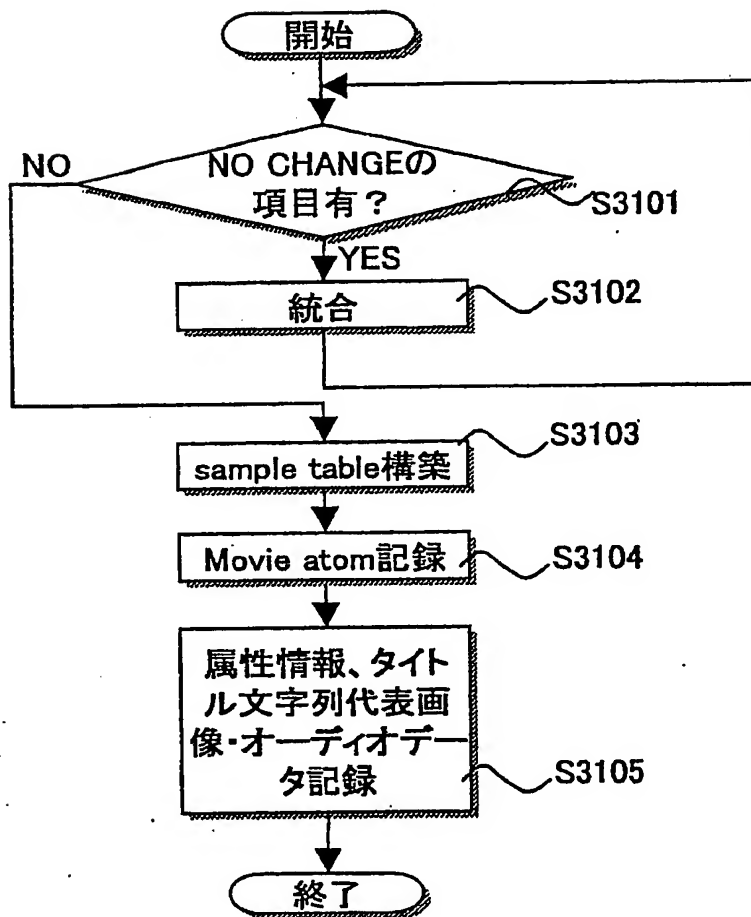 開始
NO
NO CHANGEの
項目有？
S3101
YES
統合
S3102
sample table構築
S3103
Movie atom記録
S3104
属性情報、タイト
ル文字列代表画
像・オーディオデー
タ記録
S3105
終了